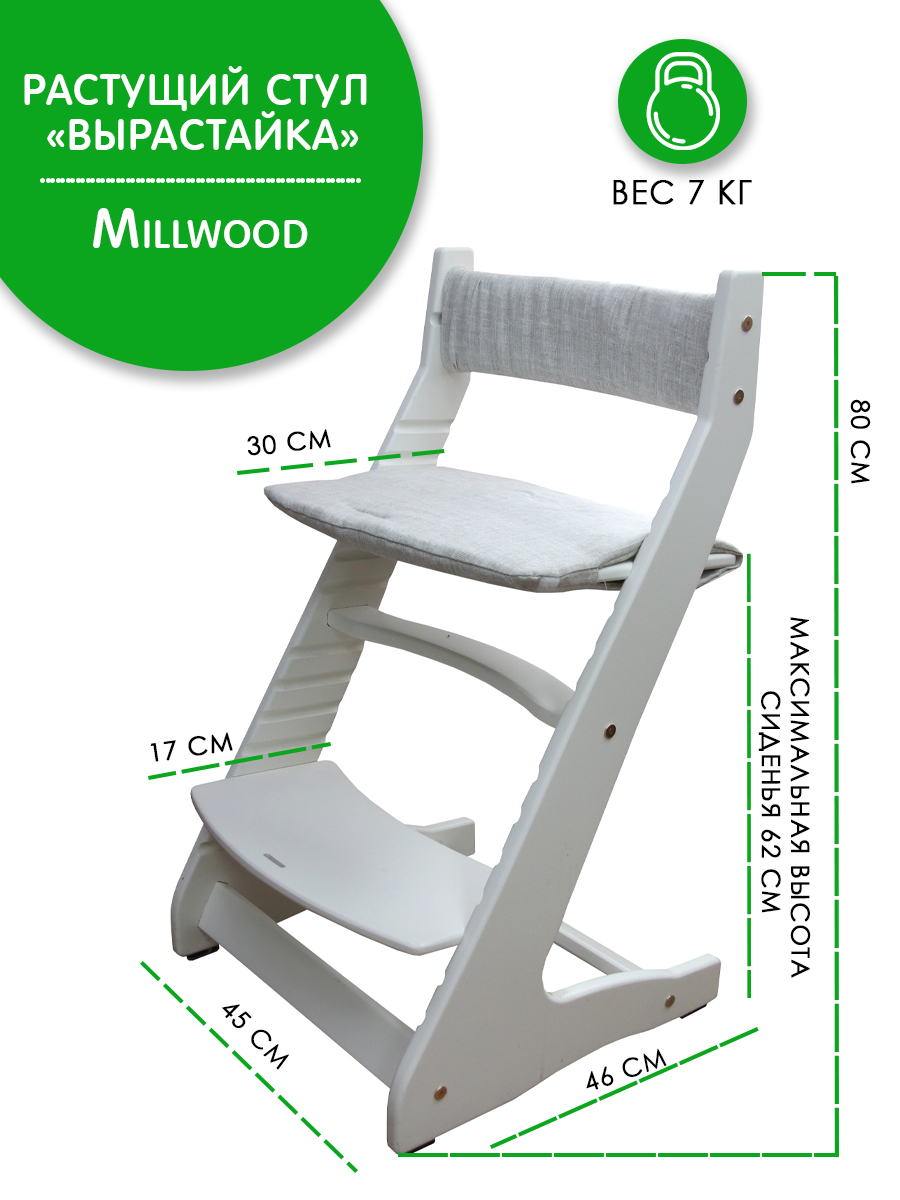 РАСТУЩИЙ СТУЛ
«ВЫРАСТАЙКА»
MILLWOOD
ВЕС 7 КГ
30 СМ
80 СМ
17 СМ
МАКСИМАЛЬНАЯ ВЫСОТА
СИДЕНЬЯ 62 СМ
45 СМ
46 СМ